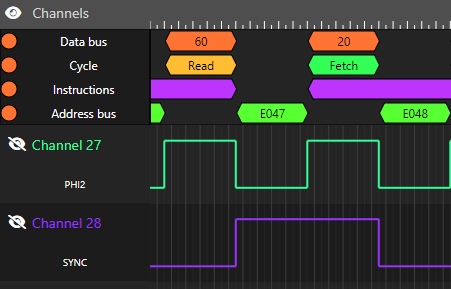 Channels
Data bus 60 20
Cycle Read Fetch
Instructions
Address bus E047 E048
Channel 27
PHI2
Channel 28
SYNC